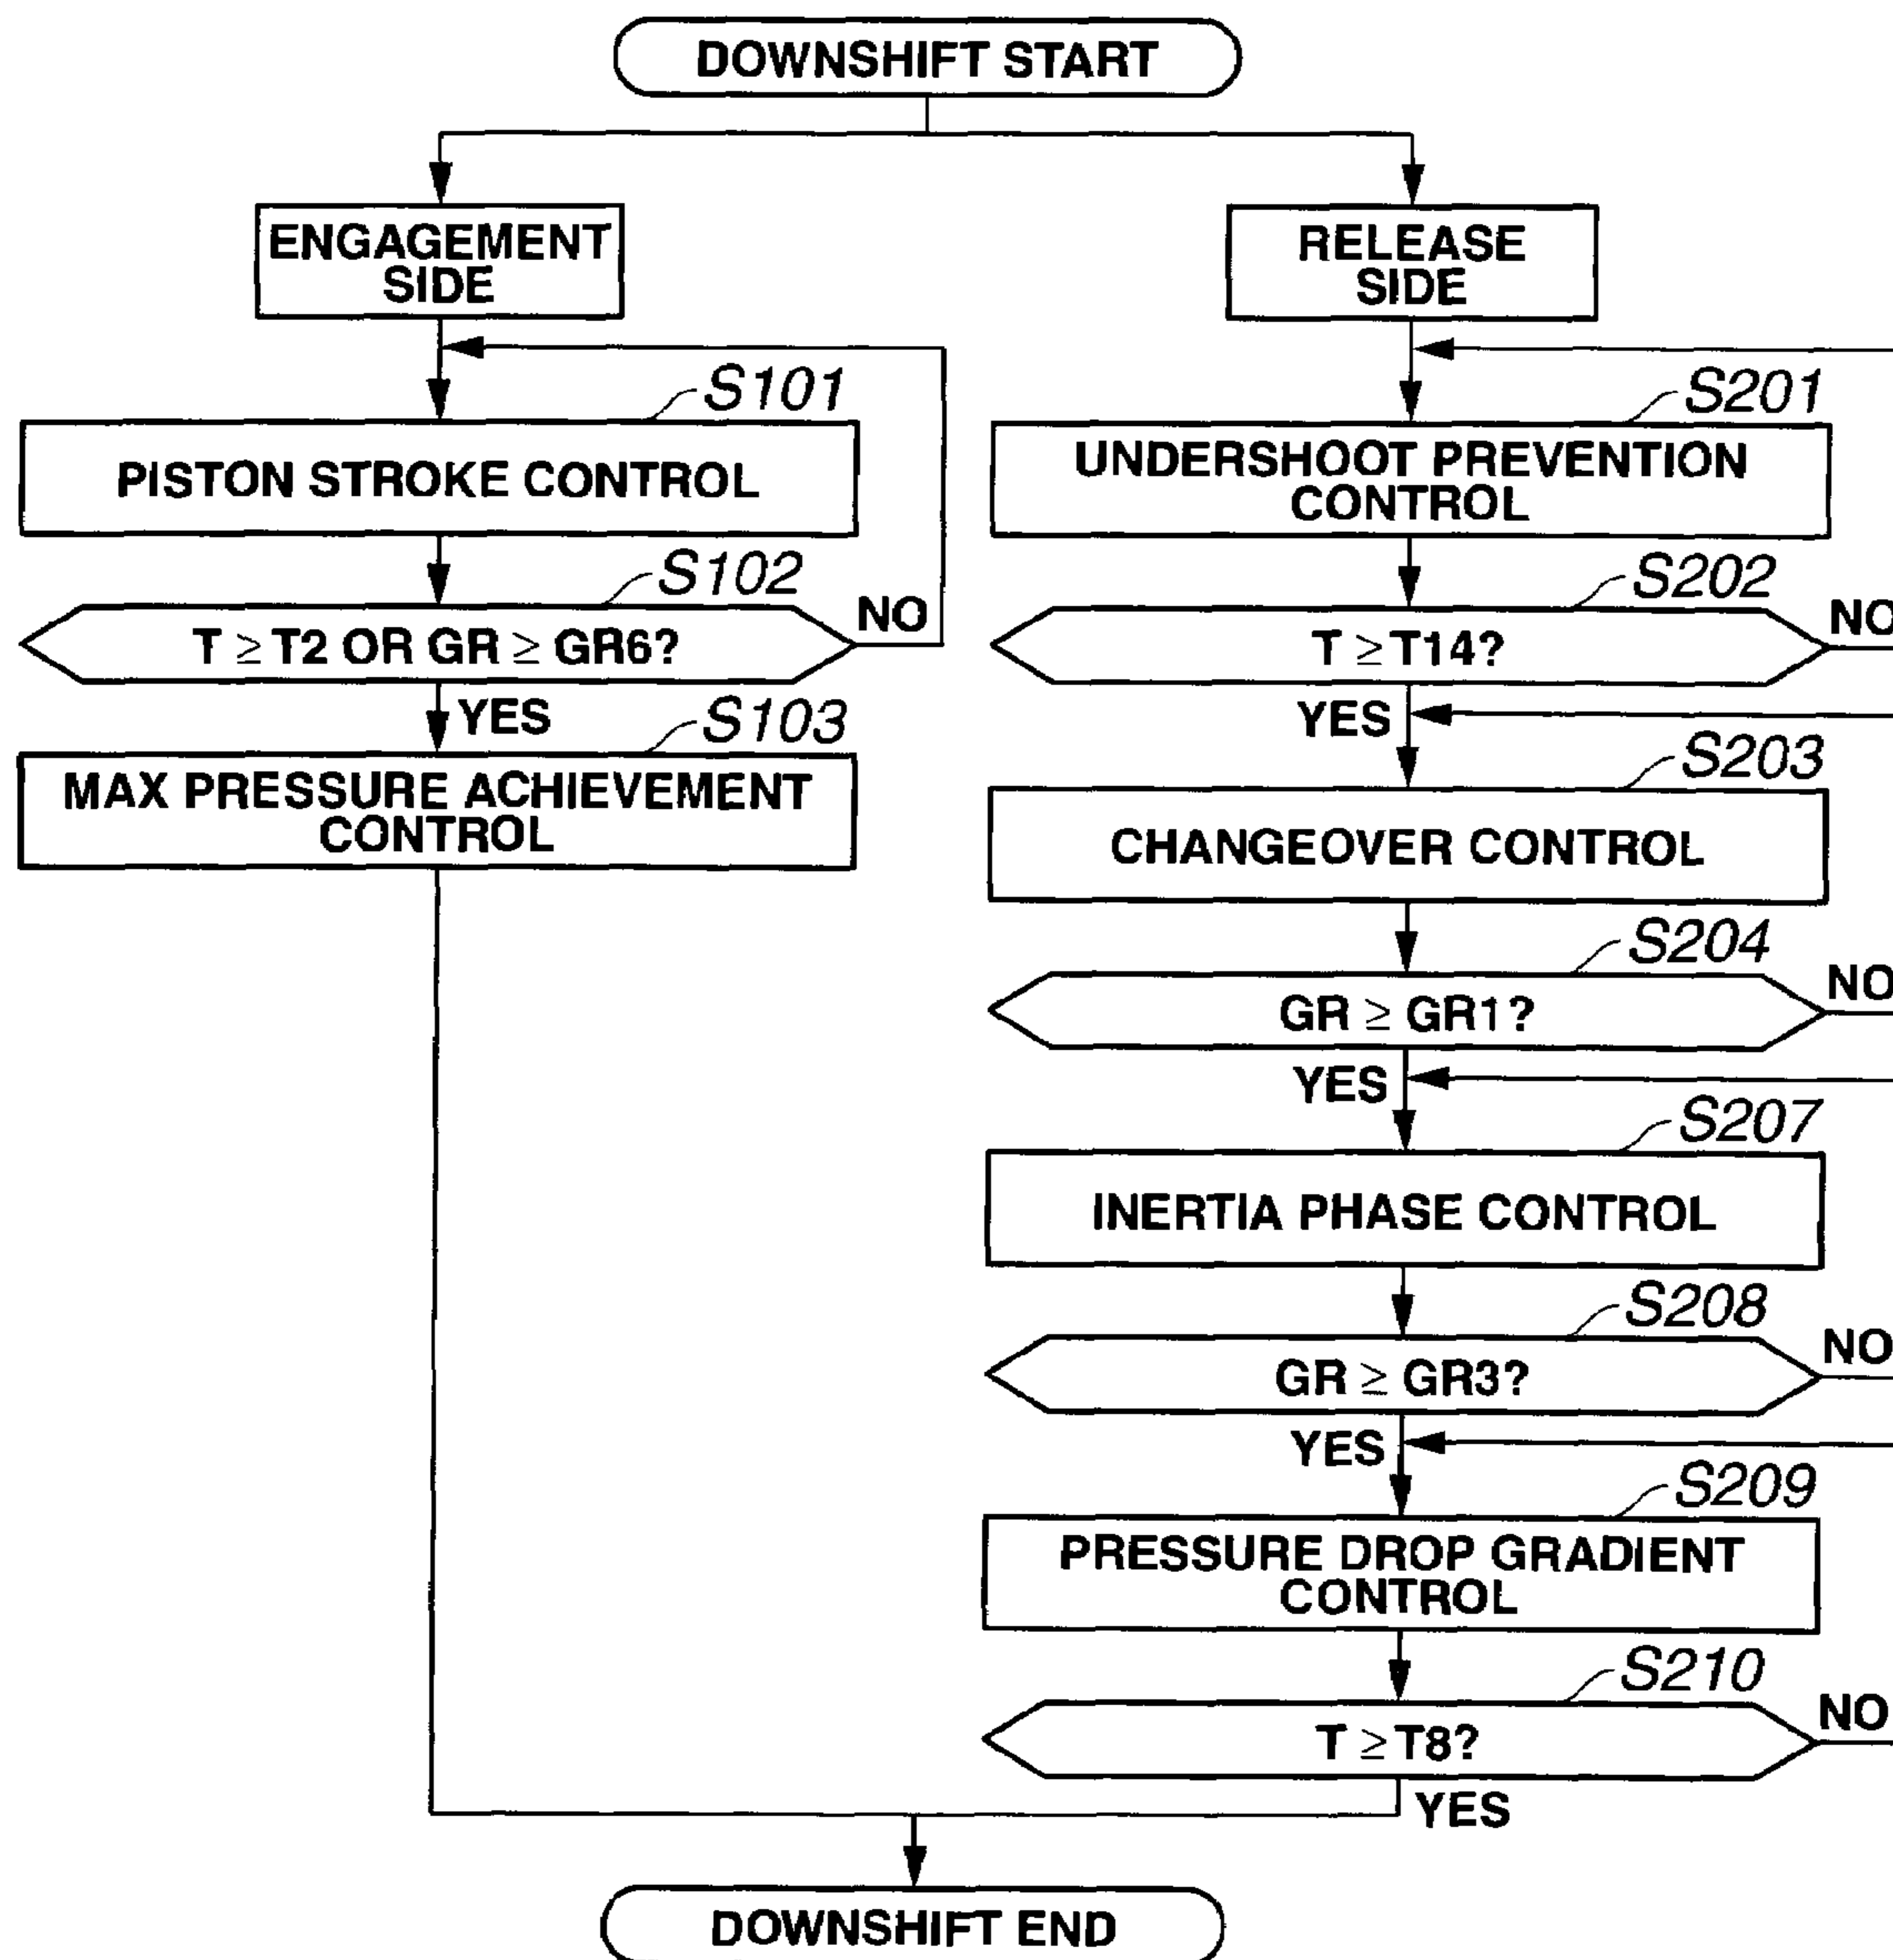 DOWNSHIFT START
ENGAGEMENT
SIDE
S101
PISTON STROKE CONTROL
S102
T ≥ T2 OR GR ≥ GR6?
NO
YES
S103
MAX PRESSURE ACHIEVEMENT
CONTROL
RELEASE
SIDE
S201
UNDERSHOOT PREVENTION
CONTROL
S202
T ≥ T14?
NO
YES
S203
CHANGEOVER CONTROL
S204
GR ≥ GR1?
NO
YES
S207
INERTIA PHASE CONTROL
S208
GR ≥ GR3?
NO
YES
S209
PRESSURE DROP GRADIENT
CONTROL
S210
T ≥ T8?
NO
YES
DOWNSHIFT END